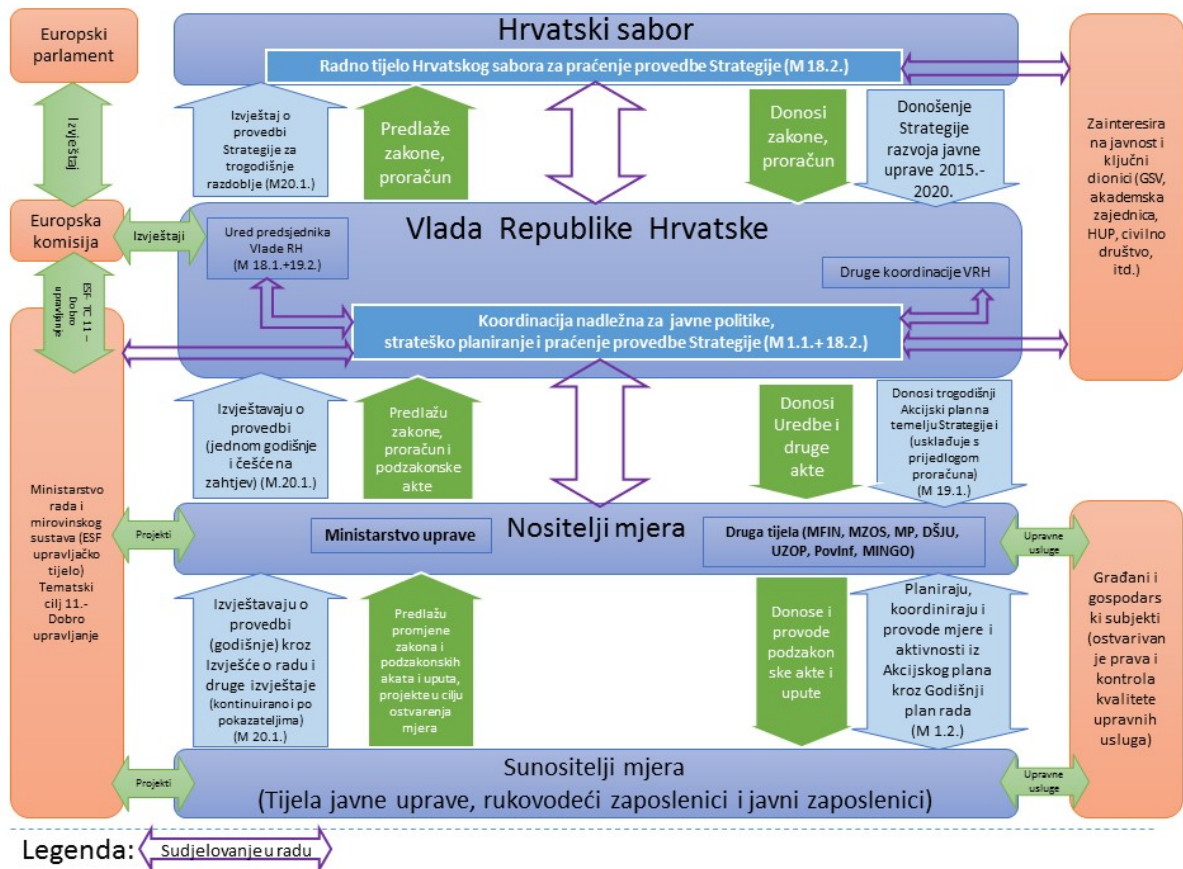 Europski
parlament
Hrvatski sabor
Radno tijelo Hrvatskog sabora za praćenje provedbe Strategije (M 18.2.)
Izvještaj
Izvještaj o
provedbi
Strategije za
trogodišnje
razdoblje (M20.1.)
Predlaže
zakone,
proračun
Donosi
zakone,
proračun
Donošenje
Strategije
razvoja javne
uprave 2015.-
2020.
Zainteresira
na javnost i
ključni
dionici (GSV,
akademska
zajednica,
HUP, civilno
društvo,
itd.)
Europska
komisija
Izvještaji
Vlada Republike Hrvatske
Ured predsjednika
Vlade RH
(M 18.1.+19.2.)
Druge koordinacije VRH
Koordinacija nadležna za javne politike,
strateško planiranje i praćenje provedbe Strategije (M 1.1.+ 18.2.)
ESF- TC 11 –
Dobro
upravljanje
Izvještavaju o
provedbi
(jednom godišnje
i češće na
zahtjev) (M.20.1.)
Predlažu
zakone,
proračun i
podzakonske
akte
Donosi
Uredbe i
druge
akte
Donosi trogodišnji
Akcijski plan na
temelju Strategije i
(usklađuje s
prijedlogom
proračuna)
(M 19.1.)
Ministarstvo
rada i
mirovinskog
sustava (ESF
upravljačko
tijelo)
Tematski
cilj 11.-
Dobro
upravljanje
Projekti
Nositelji mjera
Ministarstvo uprave
Druga tijela (MFIN, MZOS, MP, DŠJU,
UZOP, PovInf, MINGO)
Upravne
usluge
Izvještavaju o
provedbi
(godišnje) kroz
Izvješće o radu i
druge izvještaje
(kontinuirano i po
pokazateljima)
(M 20.1.)
Predlažu
promjene
zakona i
podzakonskih
akata i uputa,
projekte u cilju
ostvarenja
mjera
Donose i
provode
podzakon
ske akte i
upute
Planiraju,
koordiniraju i
provode mjere i
aktivnosti iz
Akcijskog plana
kroz Godišnji
plan rada
(M 1.2.)
Građani i
gospodars
ki subjekti
(ostvarivan
je prava i
kontrola
kvalitete
upravnih
usluga)
Projekti
Sunositelji mjera
(Tijela javne uprave, rukovodeći zaposlenici i javni zaposlenici)
Upravne
usluge
Legenda:
Sudjelovanje u radu